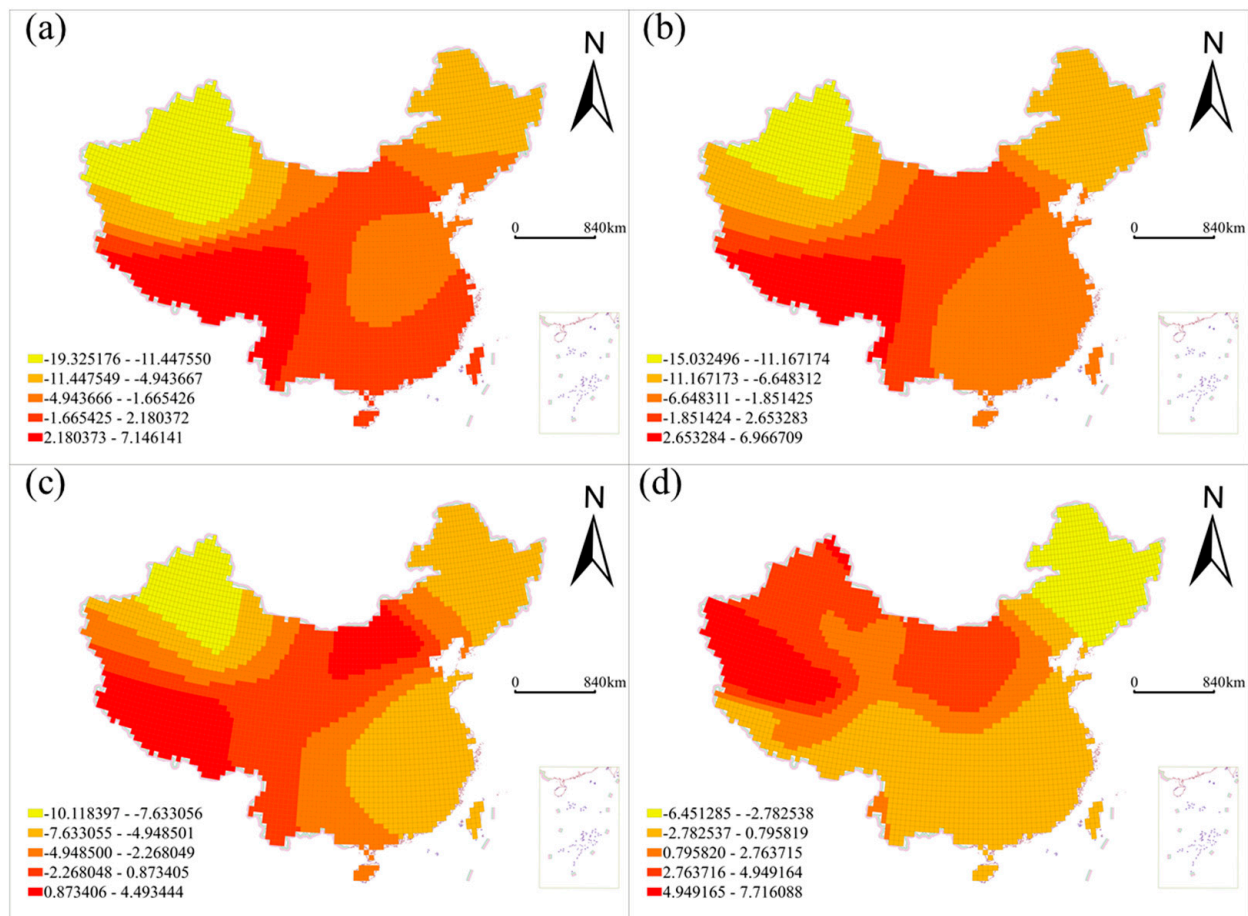 (a)
N
0 840km
-19.325176 - -11.447550
-11.447549 - -4.943667
-4.943666 - -1.665426
-1.665425 - 2.180372
2.180373 - 7.146141
(b)
N
0 840km
-15.032496 - -11.167174
-11.167173 - -6.648312
-6.648311 - -1.851425
-1.851424 - 2.653283
2.653284 - 6.966709
(c)
N
0 840km
-10.118397 - -7.633056
-7.633055 - -4.948501
-4.948500 - -2.268049
-2.268048 - 0.873405
0.873406 - 4.493444
(d)
N
0 840km
-6.451285 - -2.782538
-2.782537 - 0.795819
0.795820 - 2.763715
2.763716 - 4.949164
4.949165 - 7.716088